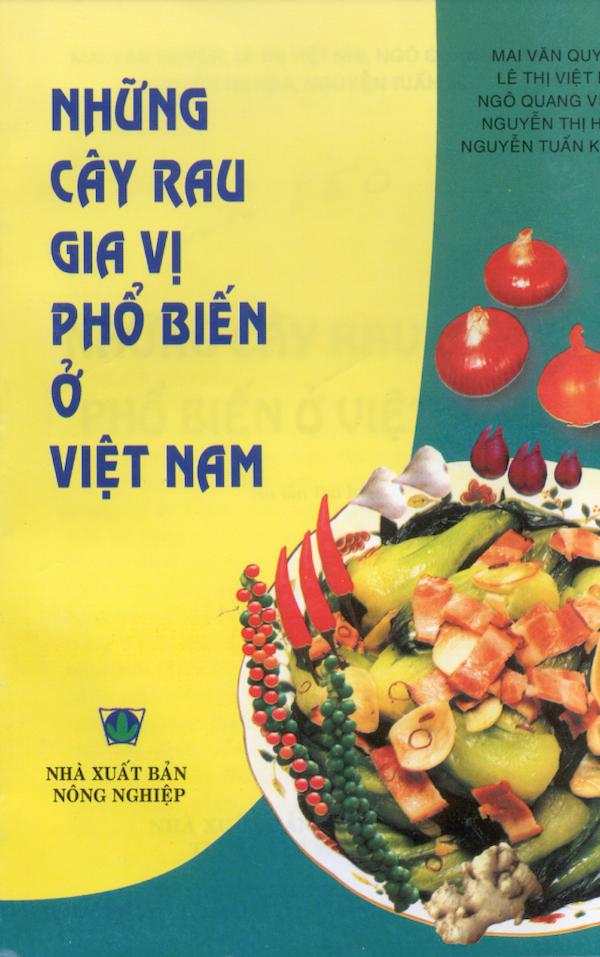 MAI VĂN QUY
LÊ THỊ VIỆT
NGÔ QUANG V
NGUYỄN THỊ H
NGUYỄN TUẤN K
NHỮNG
CÂY RAU
GIA VỊ
PHỔ BIẾN
Ở
VIỆT NAM
NHÀ XUẤT BẢN
NÔNG NGHIỆP